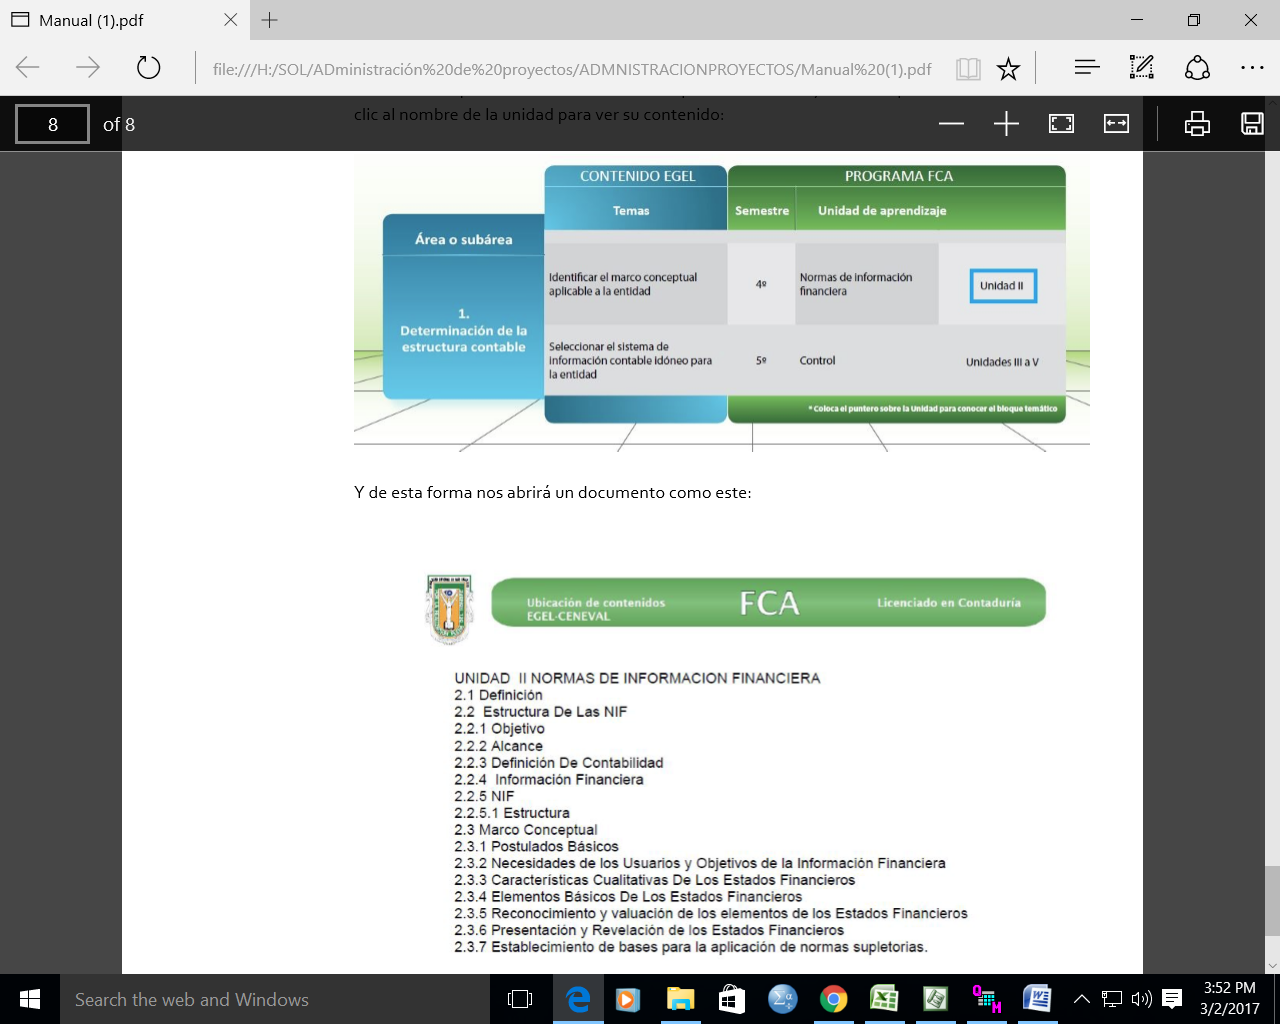 Manual (1).pdf
file:///H:/SOL/ADministración%20de%20proyectos/ADMNISTRACIONPROYECTOS/Manual%20(1).pdf
8 of 8
clic al nombre de la unidad para ver su contenido:
CONTENIDO EGEL
PROGRAMA FCA
Temas
Semestre
Unidad de aprendizaje
Área o subárea
1.
Determinación de la
estructura contable
Identificar el marco conceptual
aplicable a la entidad
4º
Normas de información
financiera
Unidad II
Seleccionar el sistema de
información contable idóneo para
la entidad
5º
Control
Unidades III a V
* Coloca el puntero sobre la Unidad para conocer el bloque temático
Y de esta forma nos abrirá un documento como este:
Ubicación de contenidos
EGEL-CENEVAL
FCA
Licenciado en Contaduría
UNIDAD II NORMAS DE INFORMACION FINANCIERA
2.1 Definición
2.2 Estructura De Las NIF
2.2.1 Objetivo
2.2.2 Alcance
2.2.3 Definición De Contabilidad
2.2.4 Información Financiera
2.2.5 NIF
2.2.5.1 Estructura
2.3 Marco Conceptual
2.3.1 Postulados Básicos
2.3.2 Necesidades de los Usuarios y Objetivos de la Información Financiera
2.3.3 Características Cualitativas De Los Estados Financieros
2.3.4 Elementos Básicos De Los Estados Financieros
2.3.5 Reconocimiento y valuación de los elementos de los Estados Financieros
2.3.6 Presentación y Revelación de los Estados Financieros
2.3.7 Establecimiento de bases para la aplicación de normas supletorias.
Search the web and Windows
3:52 PM
3/2/2017